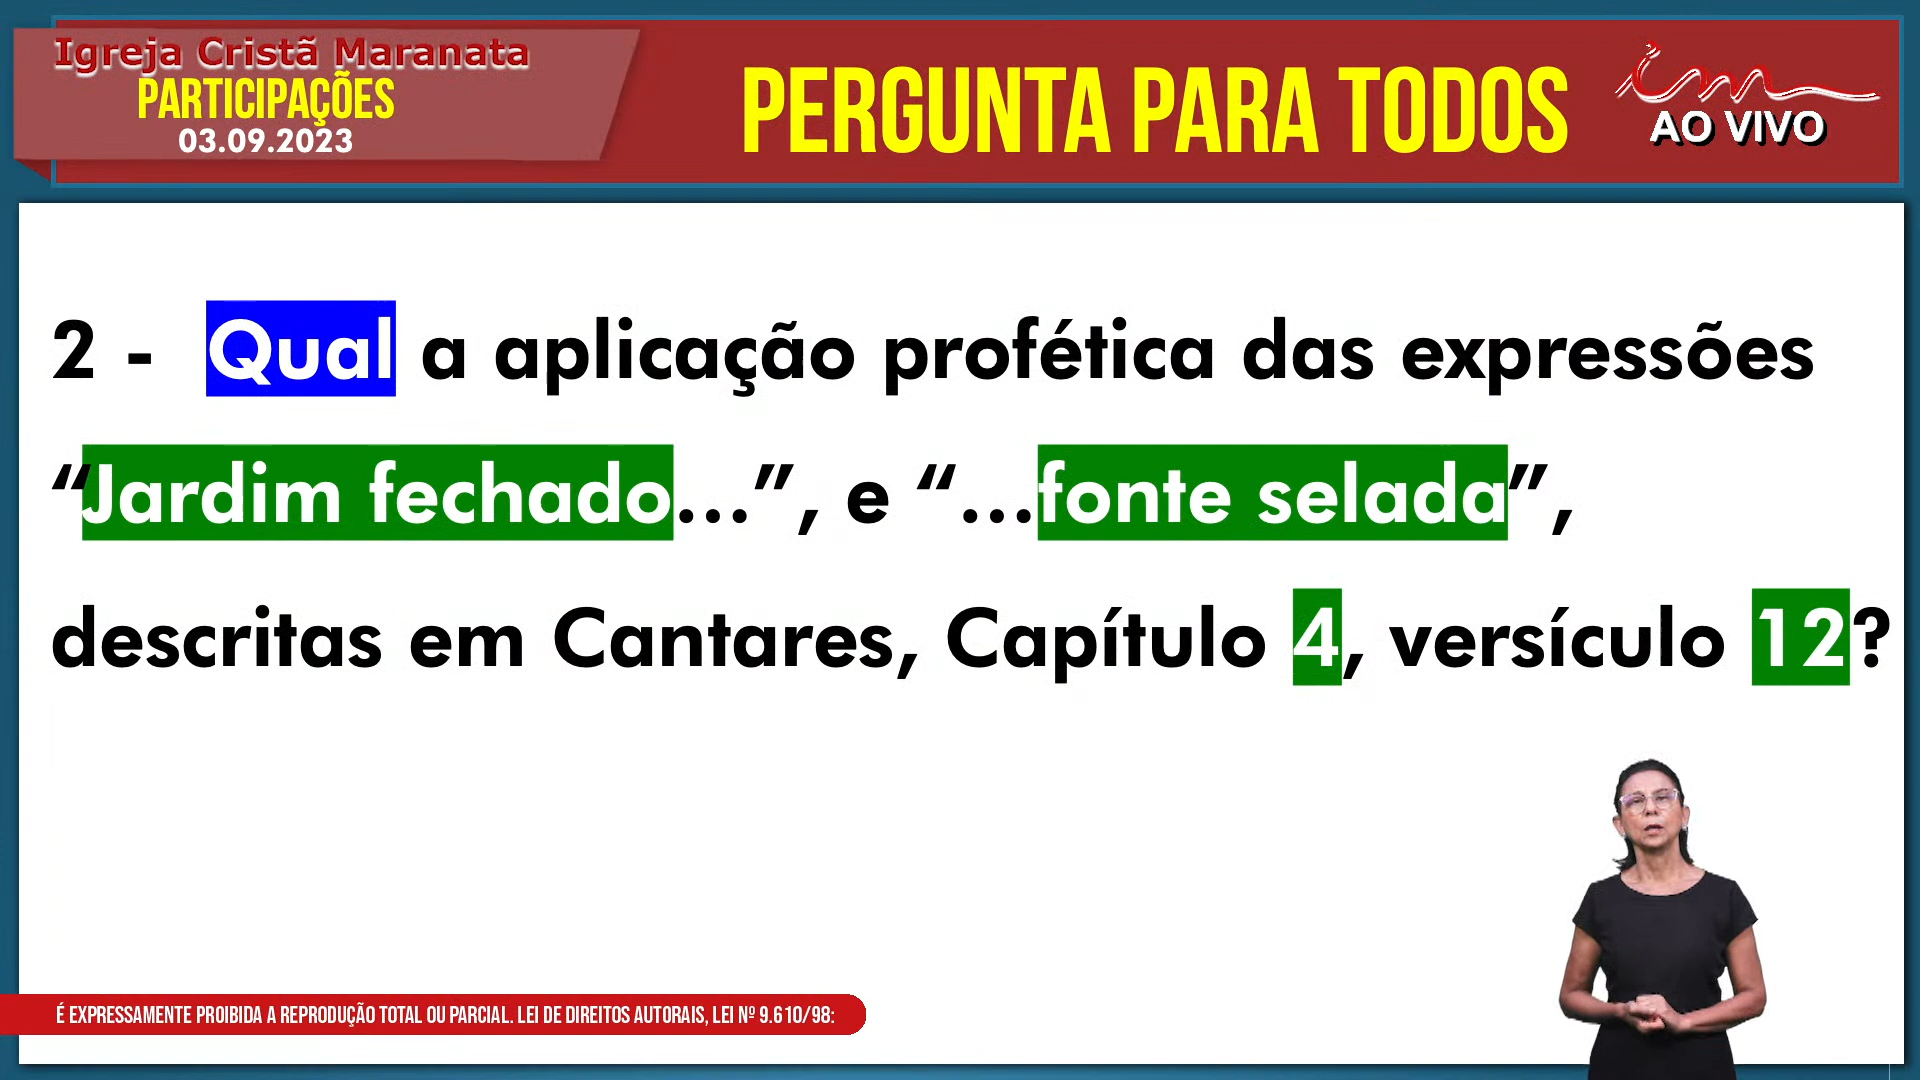 Igreja Cristã Maranata
PARTICIPAÇÕES
03.09.2023
PERGUNTA PARA TODOS
im
AO VIVO
2 - Qual a aplicação profética das expressões
“Jardim fechado...”, e “...fonte selada”,
descritas em Cantares, Capítulo 4, versículo 12?
É EXPRESSAMENTE PROIBIDA A REPRODUÇÃO TOTAL OU PARCIAL. LEI DE DIREITOS AUTORAIS, LEI Nº 9.610/98: